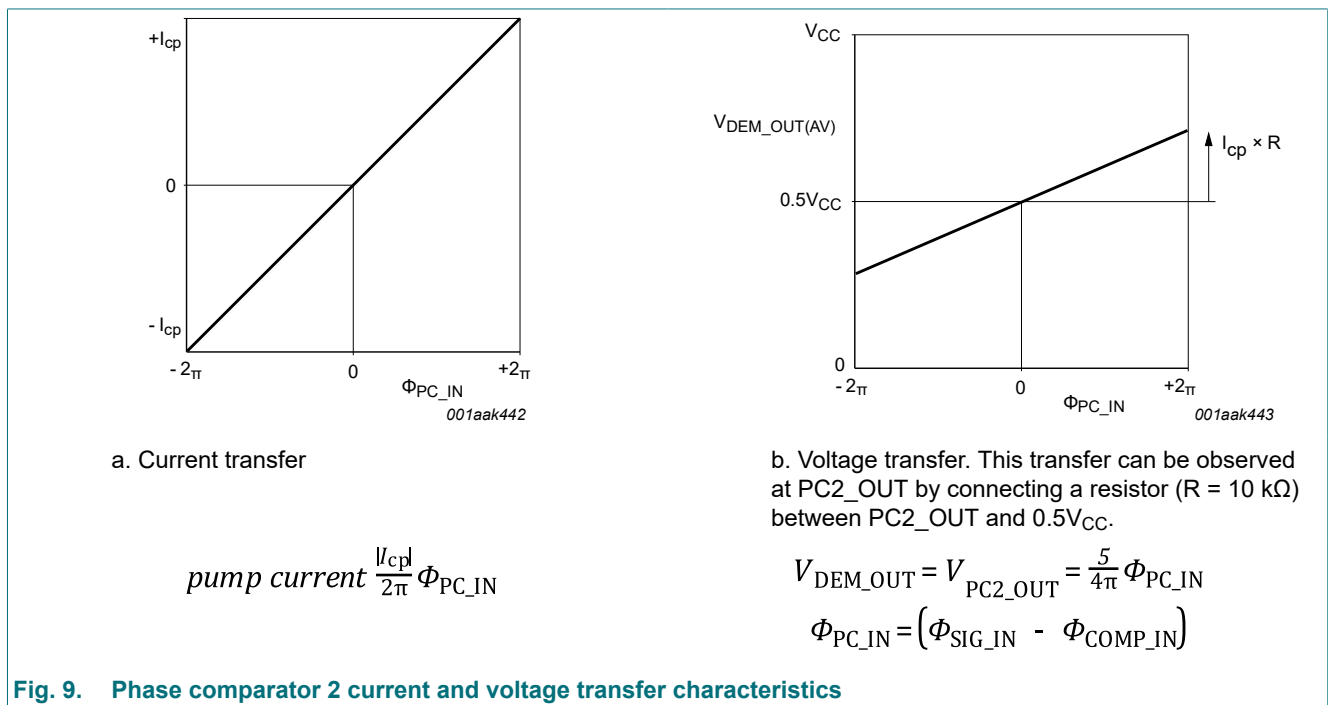 +Icp
0
- Icp
- 2π
0
+2π
ΦPC_IN
001aak442
a. Current transfer
pump current |Icp|/2π ΦPC_IN
VCC
VDEM_OUT(AV)
0.5VCC
0
Icp × R
- 2π
0
+2π
ΦPC_IN
001aak443
b. Voltage transfer. This transfer can be observed
at PC2_OUT by connecting a resistor (R = 10 kΩ)
between PC2_OUT and 0.5VCC.
VDEM_OUT = VPC2_OUT = 5/4π ΦPC_IN
ΦPC_IN = (ΦSIG_IN - ΦCOMP_IN)
Fig. 9. Phase comparator 2 current and voltage transfer characteristics